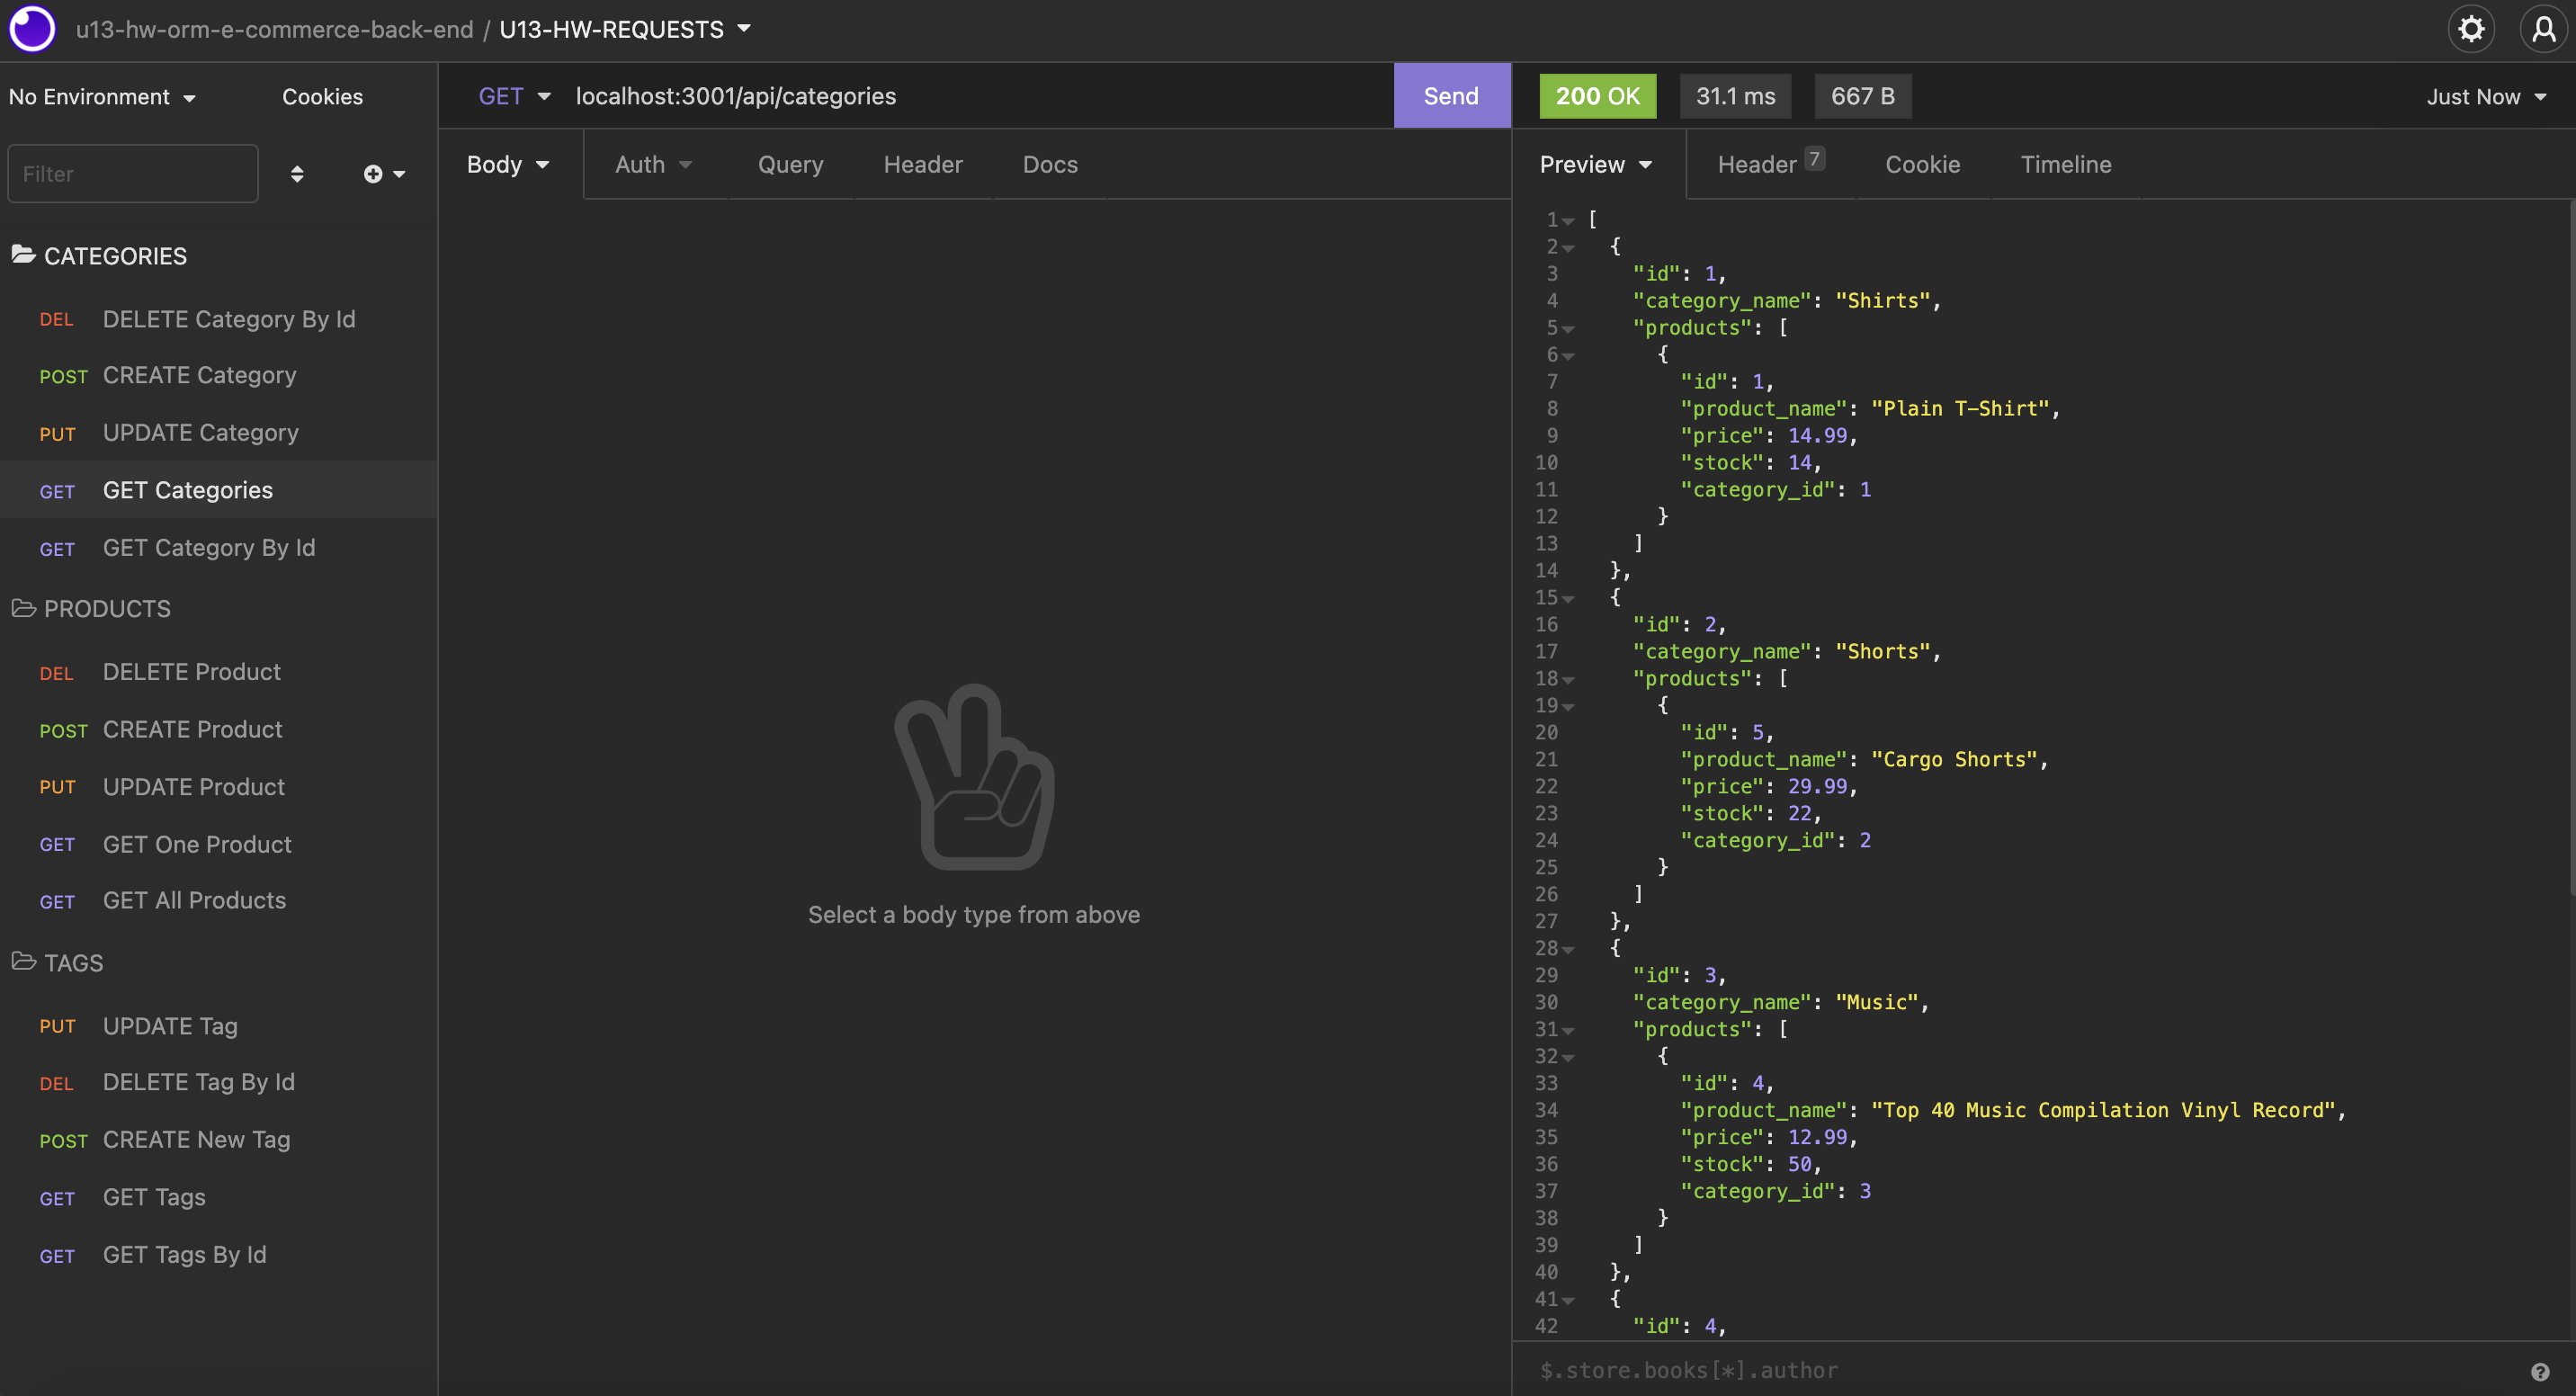 u13-hw-orm-e-commerce-back-end / U13-HW-REQUESTS
No Environment
Cookies
Filter
CATEGORIES
DEL DELETE Category By Id
POST CREATE Category
PUT UPDATE Category
GET GET Categories
GET GET Category By Id
PRODUCTS
DEL DELETE Product
POST CREATE Product
PUT UPDATE Product
GET GET One Product
GET GET All Products
TAGS
PUT UPDATE Tag
DEL DELETE Tag By Id
POST CREATE New Tag
GET GET Tags
GET GET Tags By Id
GET localhost:3001/api/categories Send
Body Auth Query Header Docs
Select a body type from above
200 OK 31.1 ms 667 B Just Now
Preview Header 7 Cookie Timeline
1 [
2 {
3 "id": 1,
4 "category_name": "Shirts",
5 "products": [
6 {
7 "id": 1,
8 "product_name": "Plain T-Shirt",
9 "price": 14.99,
10 "stock": 14,
11 "category_id": 1
12 }
13 ]
14 },
15 {
16 "id": 2,
17 "category_name": "Shorts",
18 "products": [
19 {
20 "id": 5,
21 "product_name": "Cargo Shorts",
22 "price": 29.99,
23 "stock": 22,
24 "category_id": 2
25 }
26 ]
27 },
28 {
29 "id": 3,
30 "category_name": "Music",
31 "products": [
32 {
33 "id": 4,
34 "product_name": "Top 40 Music Compilation Vinyl Record",
35 "price": 12.99,
36 "stock": 50,
37 "category_id": 3
38 }
39 ]
40 },
41 {
42 "id": 4,
$.store.books[*].author